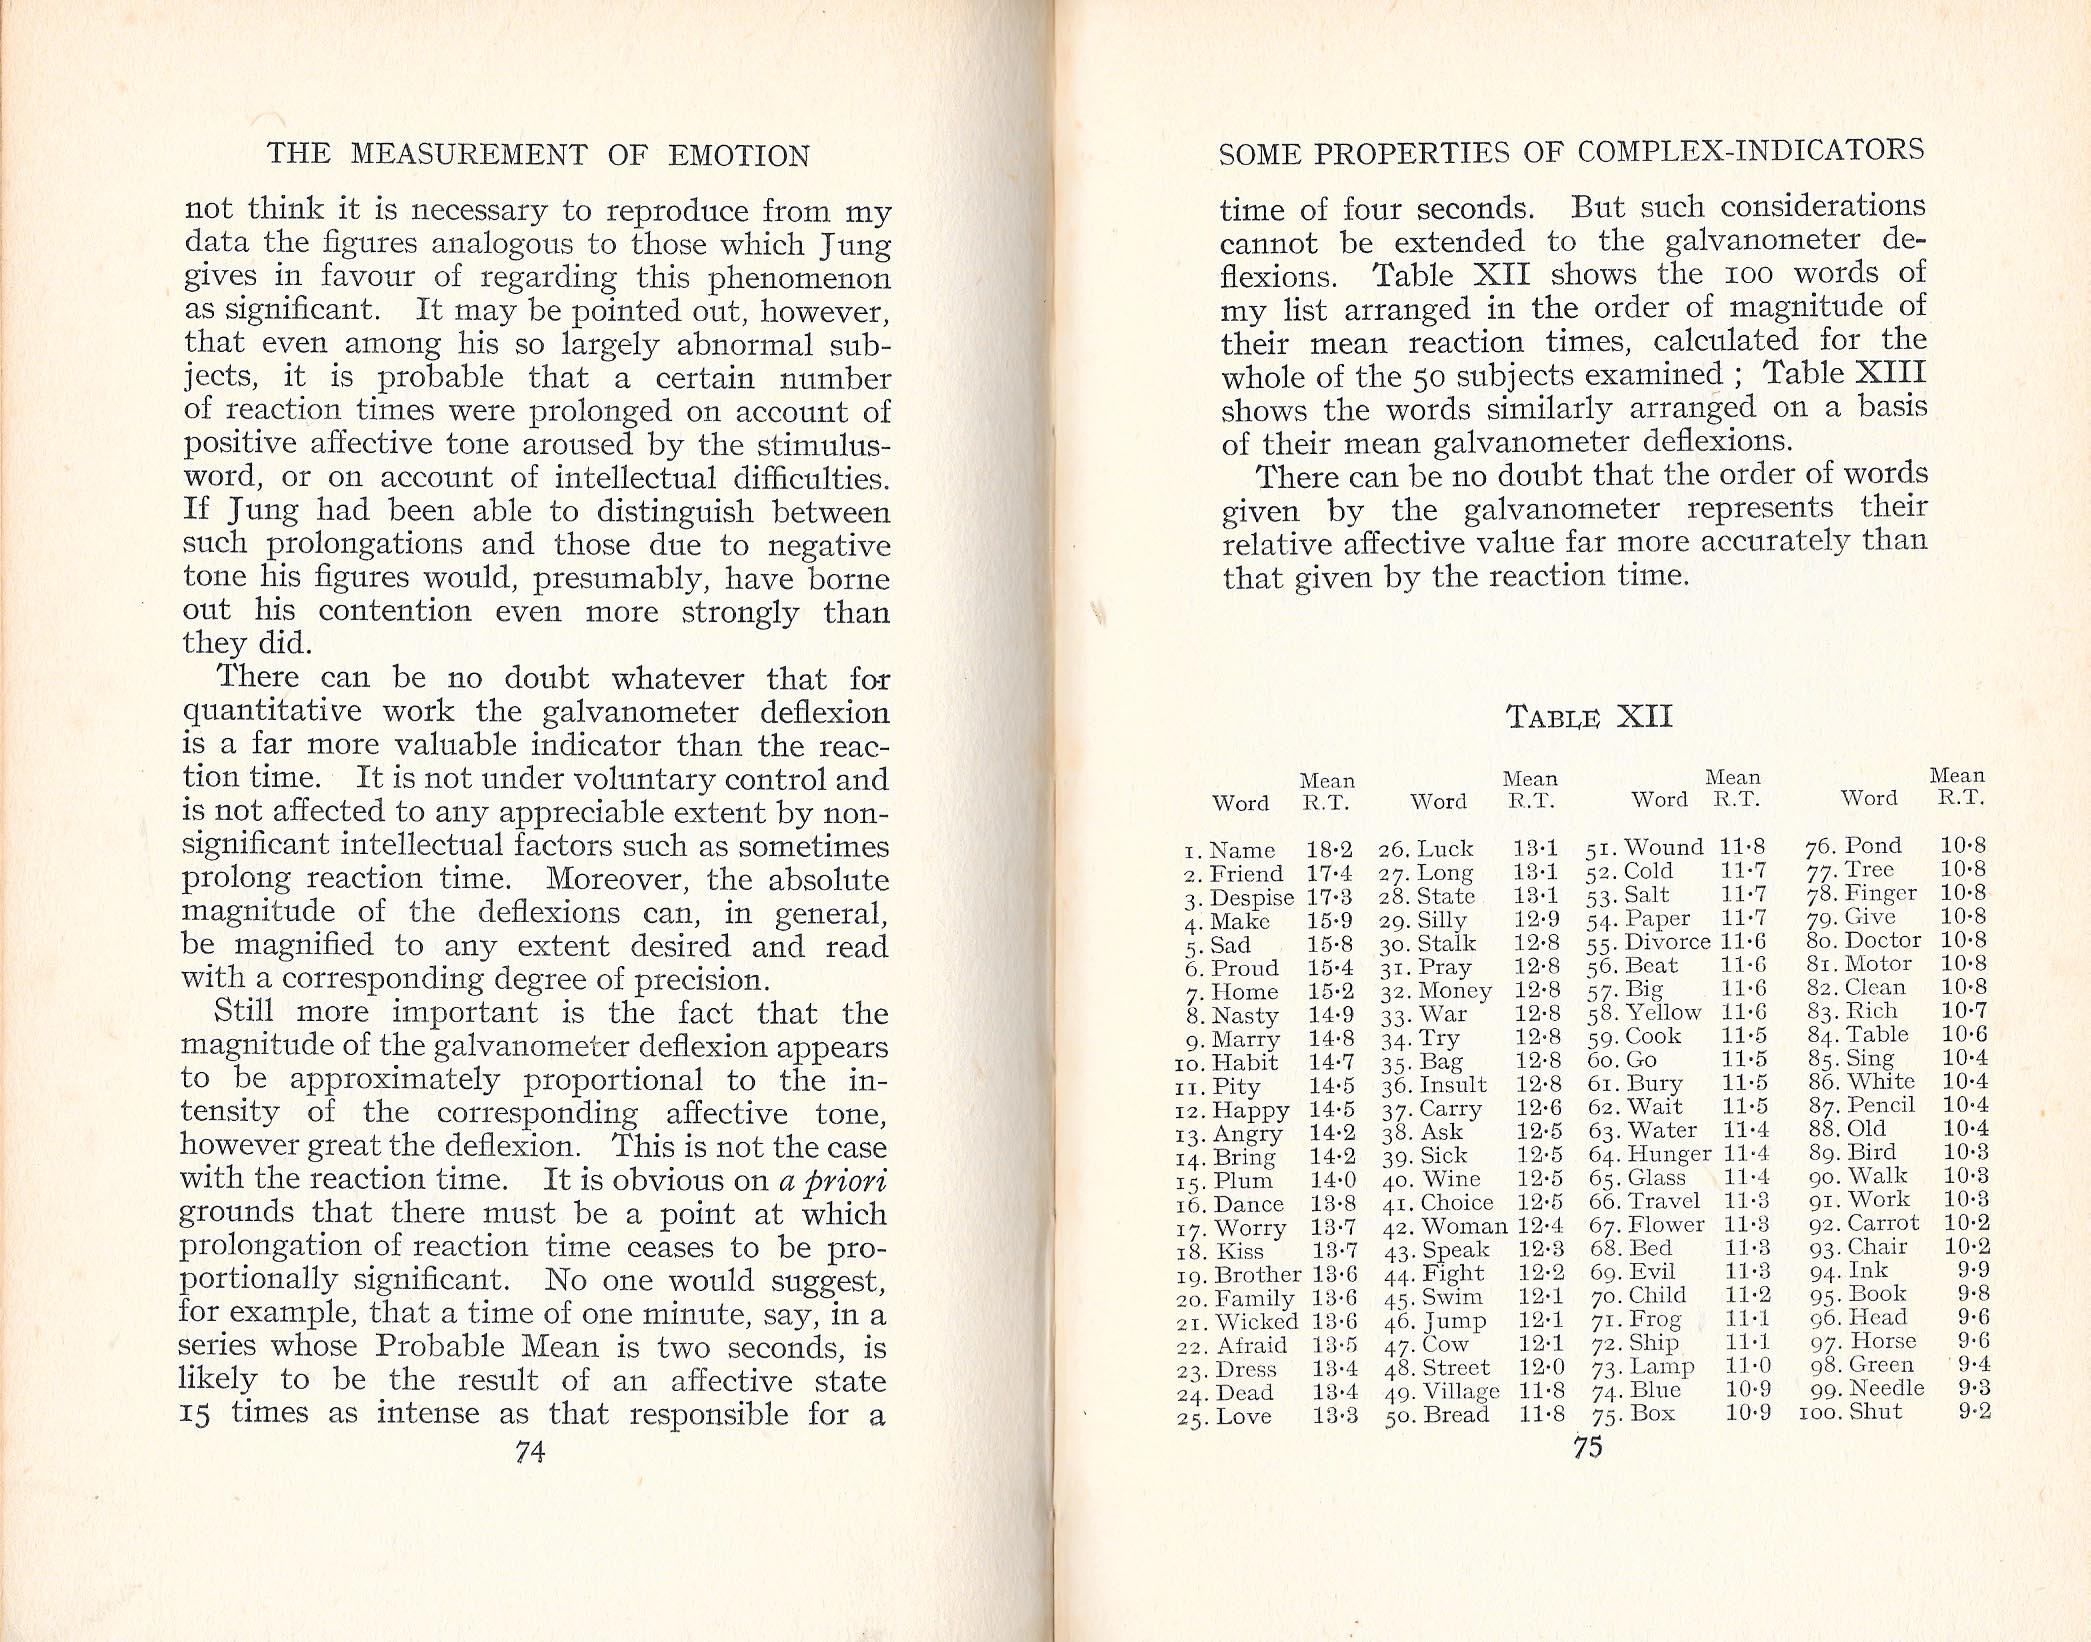 THE MEASUREMENT OF EMOTION
not think it is necessary to reproduce from my
data the figures analogous to those which Jung
gives in favour of regarding this phenomenon
as significant. It may be pointed out, however,
that even among his so largely abnormal sub-
jects, it is probable that a certain number
of reaction times were prolonged on account of
positive affective tone aroused by the stimulus-
word, or on account of intellectual difficulties.
If Jung had been able to distinguish between
such prolongations and those due to negative
tone his figures would, presumably, have borne
out his contention even more strongly than
they did.
There can be no doubt whatever that for
quantitative work the galvanometer deflexion
is a far more valuable indicator than the reac-
tion time. It is not under voluntary control and
is not affected to any appreciable extent by non-
significant intellectual factors such as sometimes
prolong reaction time. Moreover, the absolute
magnitude of the deflexions can, in general,
be magnified to any extent desired and read
with a corresponding degree of precision.
Still more important is the fact that the
magnitude of the galvanometer deflexion appears
to be approximately proportional to the in-
tensity of the corresponding affective tone,
however great the deflexion. This is not the case
with the reaction time. It is obvious on a priori
grounds that there must be a point at which
prolongation of reaction time ceases to be pro-
portionally significant. No one would suggest,
for example, that a time of one minute, say, in a
series whose Probable Mean is two seconds, is
likely to be the result of an affective state
15 times as intense as that responsible for a
74
SOME PROPERTIES OF COMPLEX-INDICATORS
time of four seconds. But such considerations
cannot be extended to the galvanometer de-
flexions. Table XII shows the 100 words of
my list arranged in the order of magnitude of
their mean reaction times, calculated for the
whole of the 50 subjects examined ; Table XIII
shows the words similarly arranged on a basis
of their mean galvanometer deflexions.
There can be no doubt that the order of words
given by the galvanometer represents their
relative affective value far more accurately than
that given by the reaction time.
TABLE XII
Mean Mean Mean Mean
Word R.T. Word R.T. Word R.T. Word R.T.
1. Name 18·2 26. Luck 13·1 51. Wound 11·8 76. Pond 10·8
2. Friend 17·4 27. Long 13·1 52. Cold 11·7 77. Tree 10·8
3. Despise 17·3 28. State 13·1 53. Salt 11·7 78. Finger 10·8
4. Make 15·9 29. Silly 12·9 54. Paper 11·7 79. Give 10·8
5. Sad 15·8 30. Stalk 12·8 55. Divorce 11·6 80. Doctor 10·8
6. Proud 15·4 31. Pray 12·8 56. Beat 11·6 81. Motor 10·8
7. Home 15·2 32. Money 12·8 57. Big 11·6 82. Clean 10·8
8. Nasty 14·9 33. War 12·8 58. Yellow 11·6 83. Rich 10·7
9. Marry 14·8 34. Try 12·8 59. Cook 11·5 84. Table 10·6
10. Habit 14·7 35. Bag 12·8 60. Go 11·5 85. Sing 10·4
11. Pity 14·5 36. Insult 12·8 61. Bury 11·5 86. White 10·4
12. Happy 14·5 37. Carry 12·6 62. Wait 11·5 87. Pencil 10·4
13. Angry 14·2 38. Ask 12·5 63. Water 11·4 88. Old 10·4
14. Bring 14·2 39. Sick 12·5 64. Hunger 11·4 89. Bird 10·3
15. Plum 14·0 40. Wine 12·5 65. Glass 11·4 90. Walk 10·3
16. Dance 13·8 41. Choice 12·5 66. Travel 11·3 91. Work 10·3
17. Worry 13·7 42. Woman 12·4 67. Flower 11·3 92. Carrot 10·2
18. Kiss 13·7 43. Speak 12·3 68. Bed 11·3 93. Chair 10·2
19. Brother 13·6 44. Fight 12·2 69. Evil 11·3 94. Ink 9·9
20. Family 13·6 45. Swim 12·1 70. Child 11·2 95. Book 9·8
21. Wicked 13·6 46. Jump 12·1 71. Frog 11·1 96. Head 9·6
22. Afraid 13·5 47. Cow 12·1 72. Ship 11·1 97. Horse 9·6
23. Dress 13·4 48. Street 12·0 73. Lamp 11·0 98. Green 9·4
24. Dead 13·4 49. Village 11·8 74. Blue 10·9 99. Needle 9·3
25. Love 13·3 50. Bread 11·8 75. Box 10·9 100. Shut 9·2
75